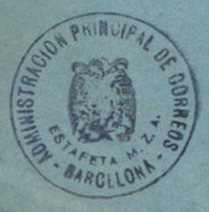 ADMINISTRACION PRINCIPAL DE CORREOS
ESTAFETA M.Z.A.
- BARCELONA -